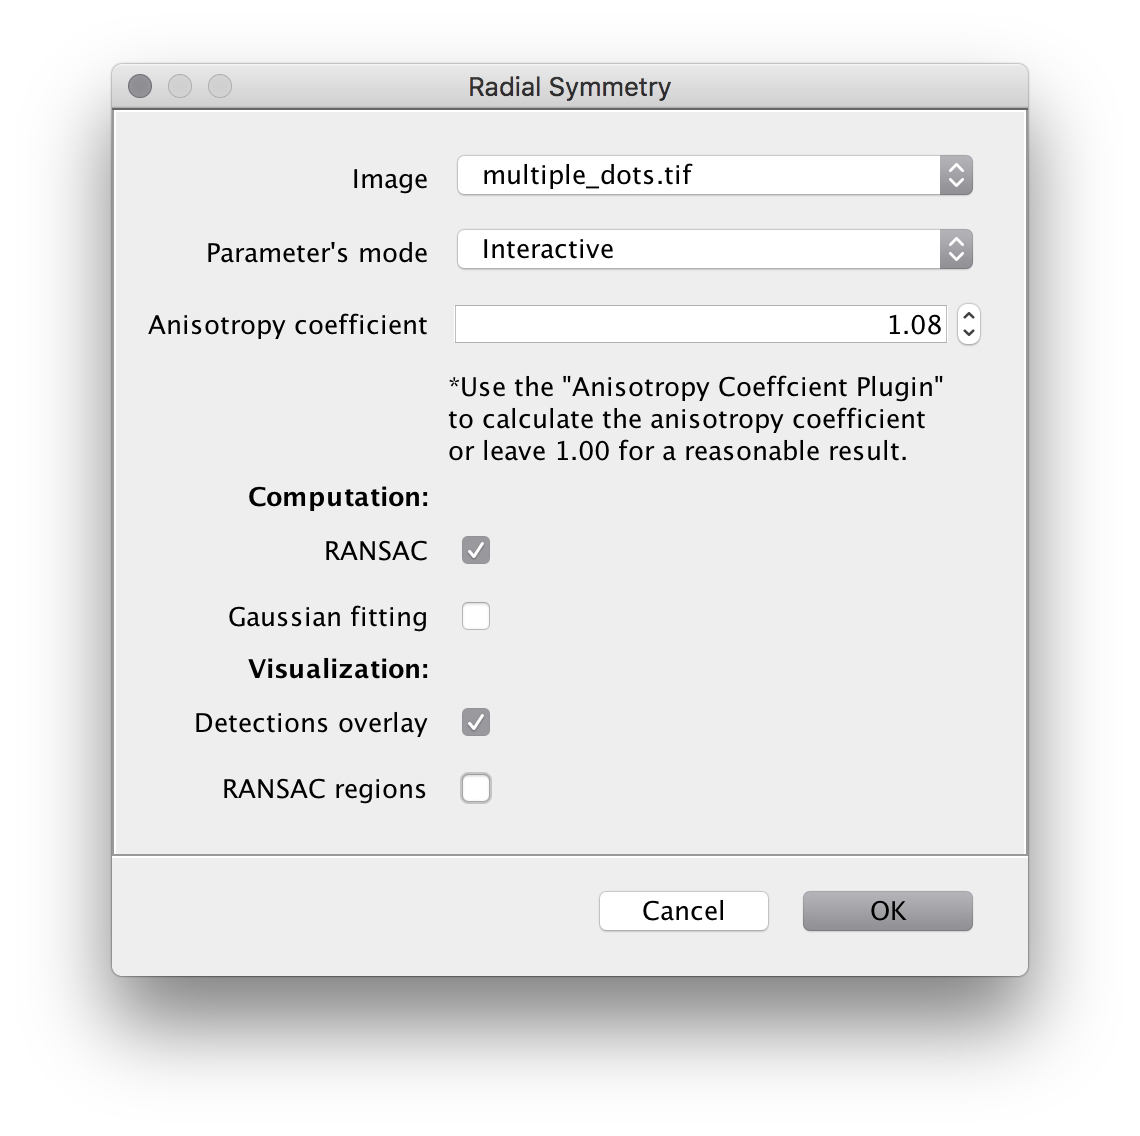 Radial Symmetry
Image multiple_dots.tif
Parameter's mode Interactive
Anisotropy coefficient 1.08
*Use the "Anisotropy Coeffcient Plugin"
to calculate the anisotropy coefficient
or leave 1.00 for a reasonable result.
Computation:
RANSAC
Gaussian fitting
Visualization:
Detections overlay
RANSAC regions
Cancel OK